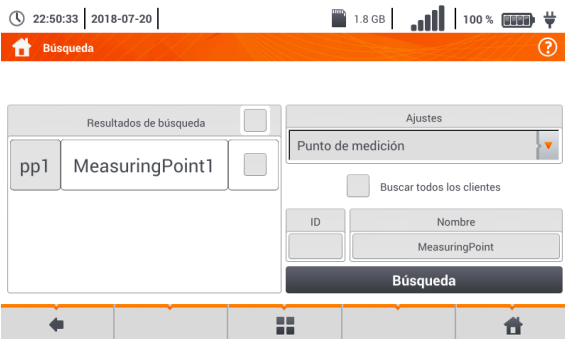 22:50:33 2018-07-20 1.8 GB 100 %
Búsqueda ?
Resultados de búsqueda
pp1 MeasuringPoint1
Ajustes
Punto de medición
Buscar todos los clientes
ID Nombre
MeasuringPoint
Búsqueda